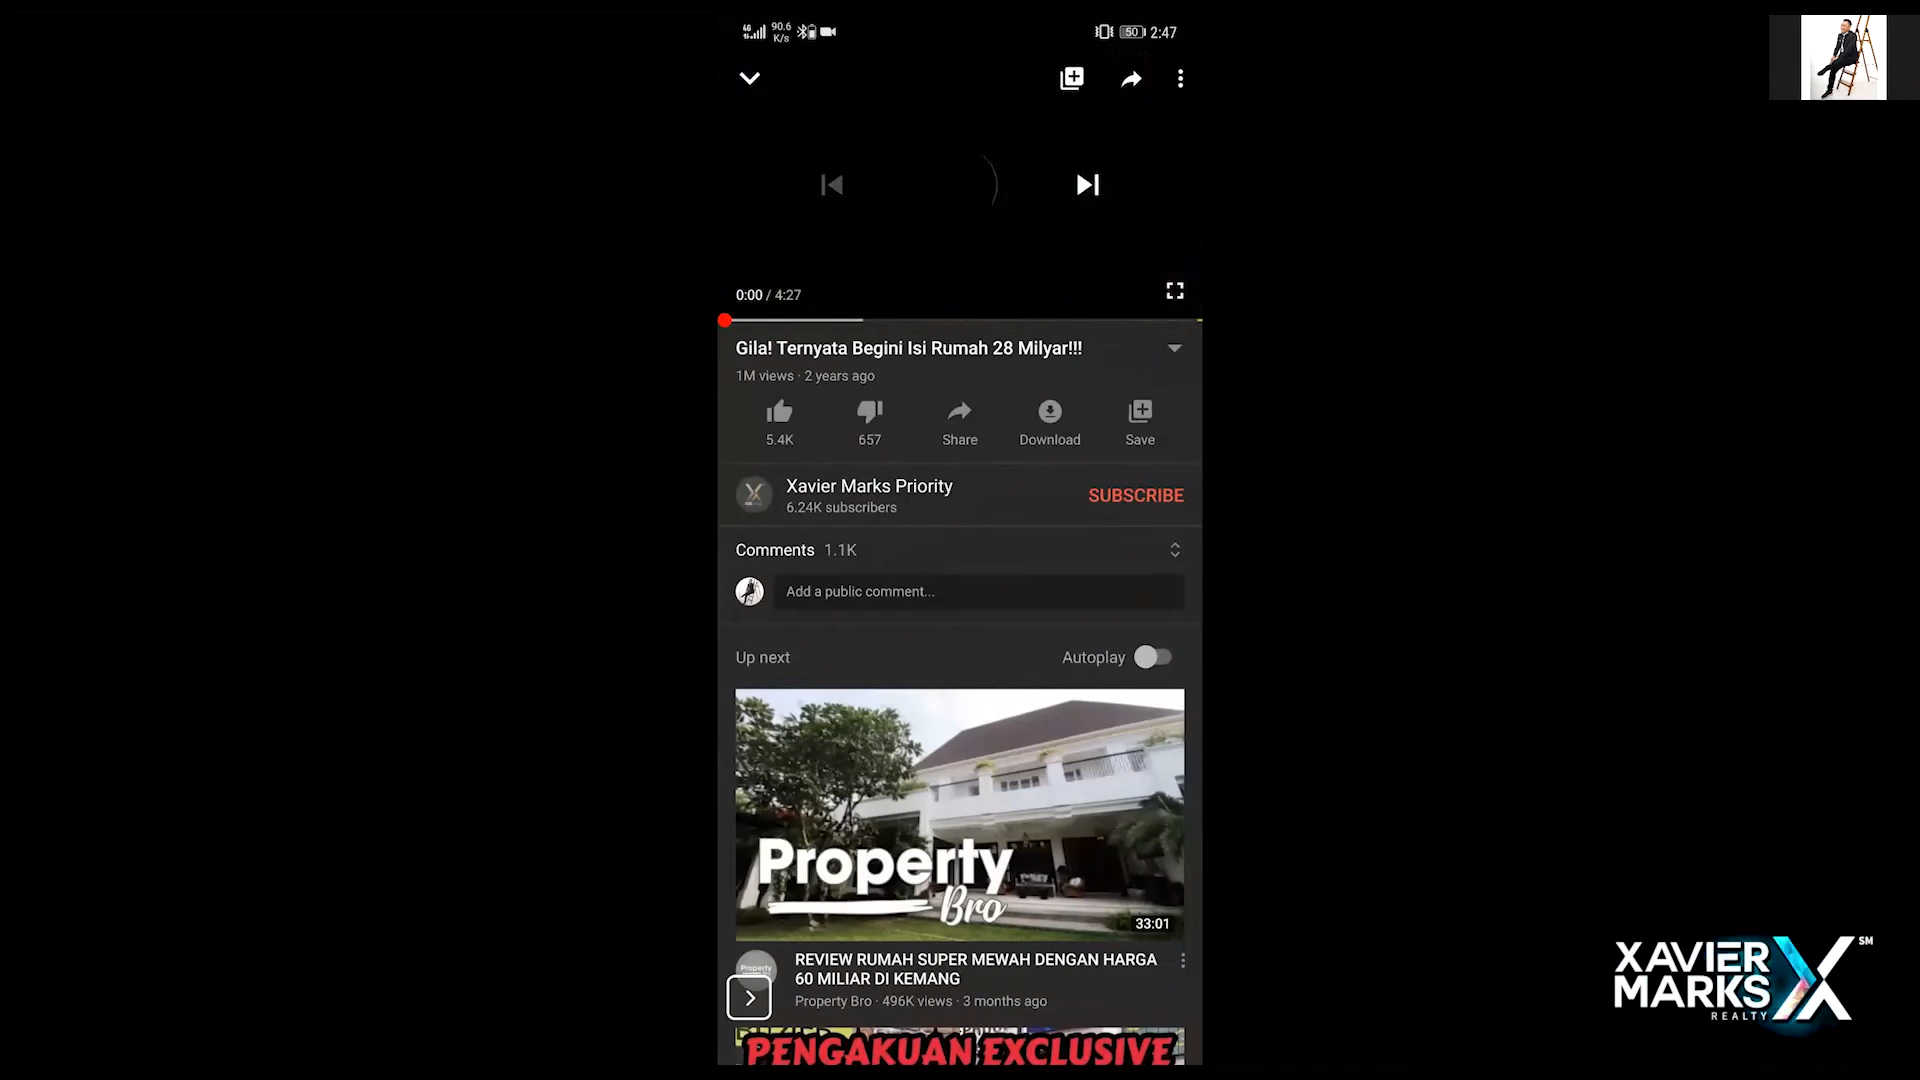 4G 90.6 K/s 50 2:47
0:00 / 4:27
Gila! Ternyata Begini Isi Rumah 28 Milyar!!!
1M views · 2 years ago
5.4K 657 Share Download Save
Xavier Marks Priority
6.24K subscribers
SUBSCRIBE
Comments 1.1K
Add a public comment...
Up next Autoplay
Property
Bro
33:01
Property
REVIEW RUMAH SUPER MEWAH DENGAN HARGA
60 MILIAR DI KEMANG
Property Bro · 496K views · 3 months ago
PENGAKUAN EXCLUSIVE
XAVIER
MARKS
REALTY
X
SM